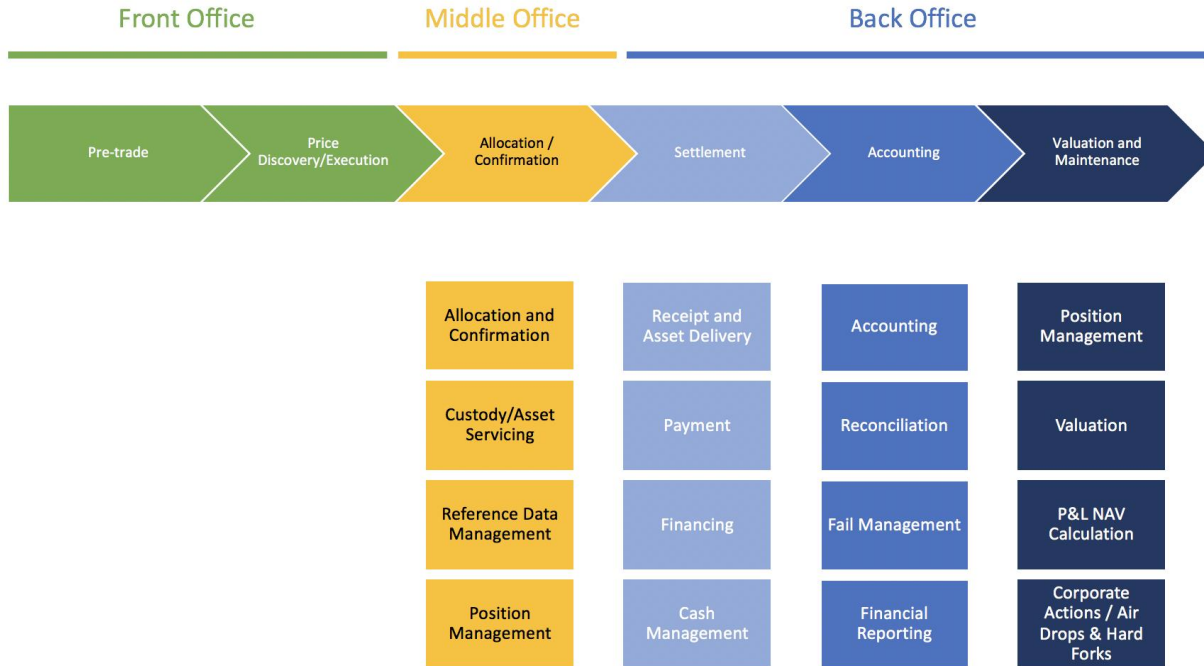 Front Office
Middle Office
Back Office
Pre-trade
Price
Discovery/Execution
Allocation /
Confirmation
Settlement
Accounting
Valuation and
Maintenance
Allocation and
Confirmation
Receipt and
Asset Delivery
Accounting
Position
Management
Custody/Asset
Servicing
Payment
Reconciliation
Valuation
Reference Data
Management
Financing
Fail Management
P&L NAV
Calculation
Position
Management
Cash
Management
Financial
Reporting
Corporate
Actions / Air
Drops & Hard
Forks